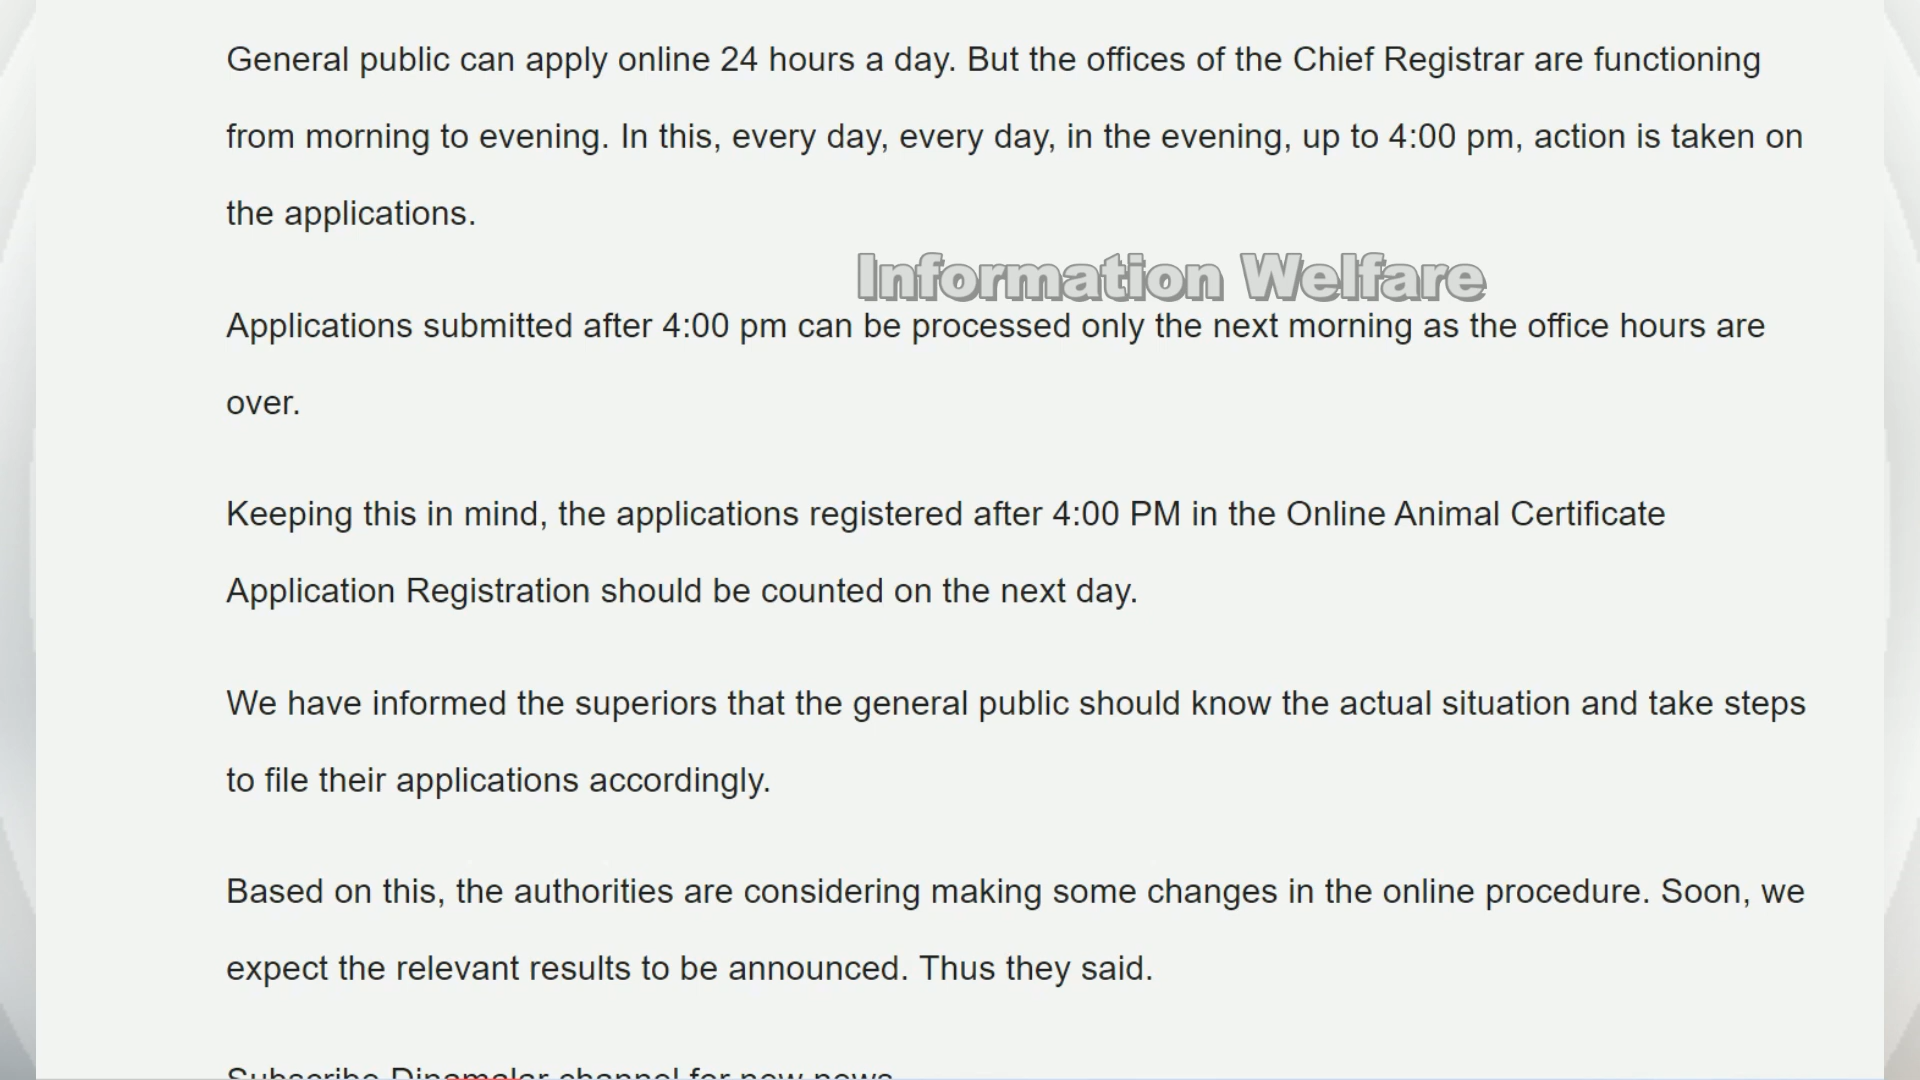 General public can apply online 24 hours a day. But the offices of the Chief Registrar are functioning
from morning to evening. In this, every day, every day, in the evening, up to 4:00 pm, action is taken on
the applications.
Information Welfare
Applications submitted after 4:00 pm can be processed only the next morning as the office hours are
over.
Keeping this in mind, the applications registered after 4:00 PM in the Online Animal Certificate
Application Registration should be counted on the next day.
We have informed the superiors that the general public should know the actual situation and take steps
to file their applications accordingly.
Based on this, the authorities are considering making some changes in the online procedure. Soon, we
expect the relevant results to be announced. Thus they said.
Subscribe Dinamalar channel for new news